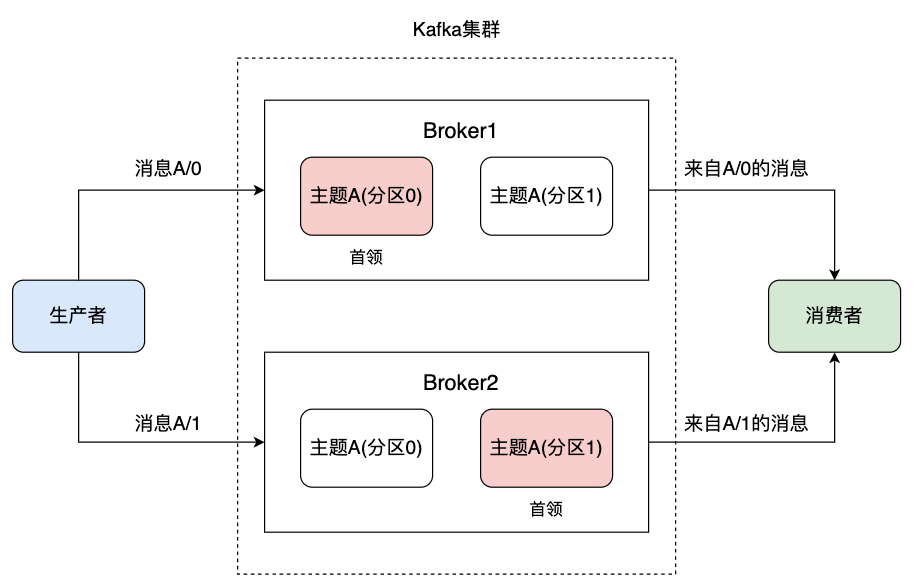 Kafka集群
Broker1
消息A/0
来自A/0的消息
主题A(分区0)
主题A(分区1)
首领
生产者
消费者
Broker2
消息A/1
来自A/1的消息
主题A(分区0)
主题A(分区1)
首领